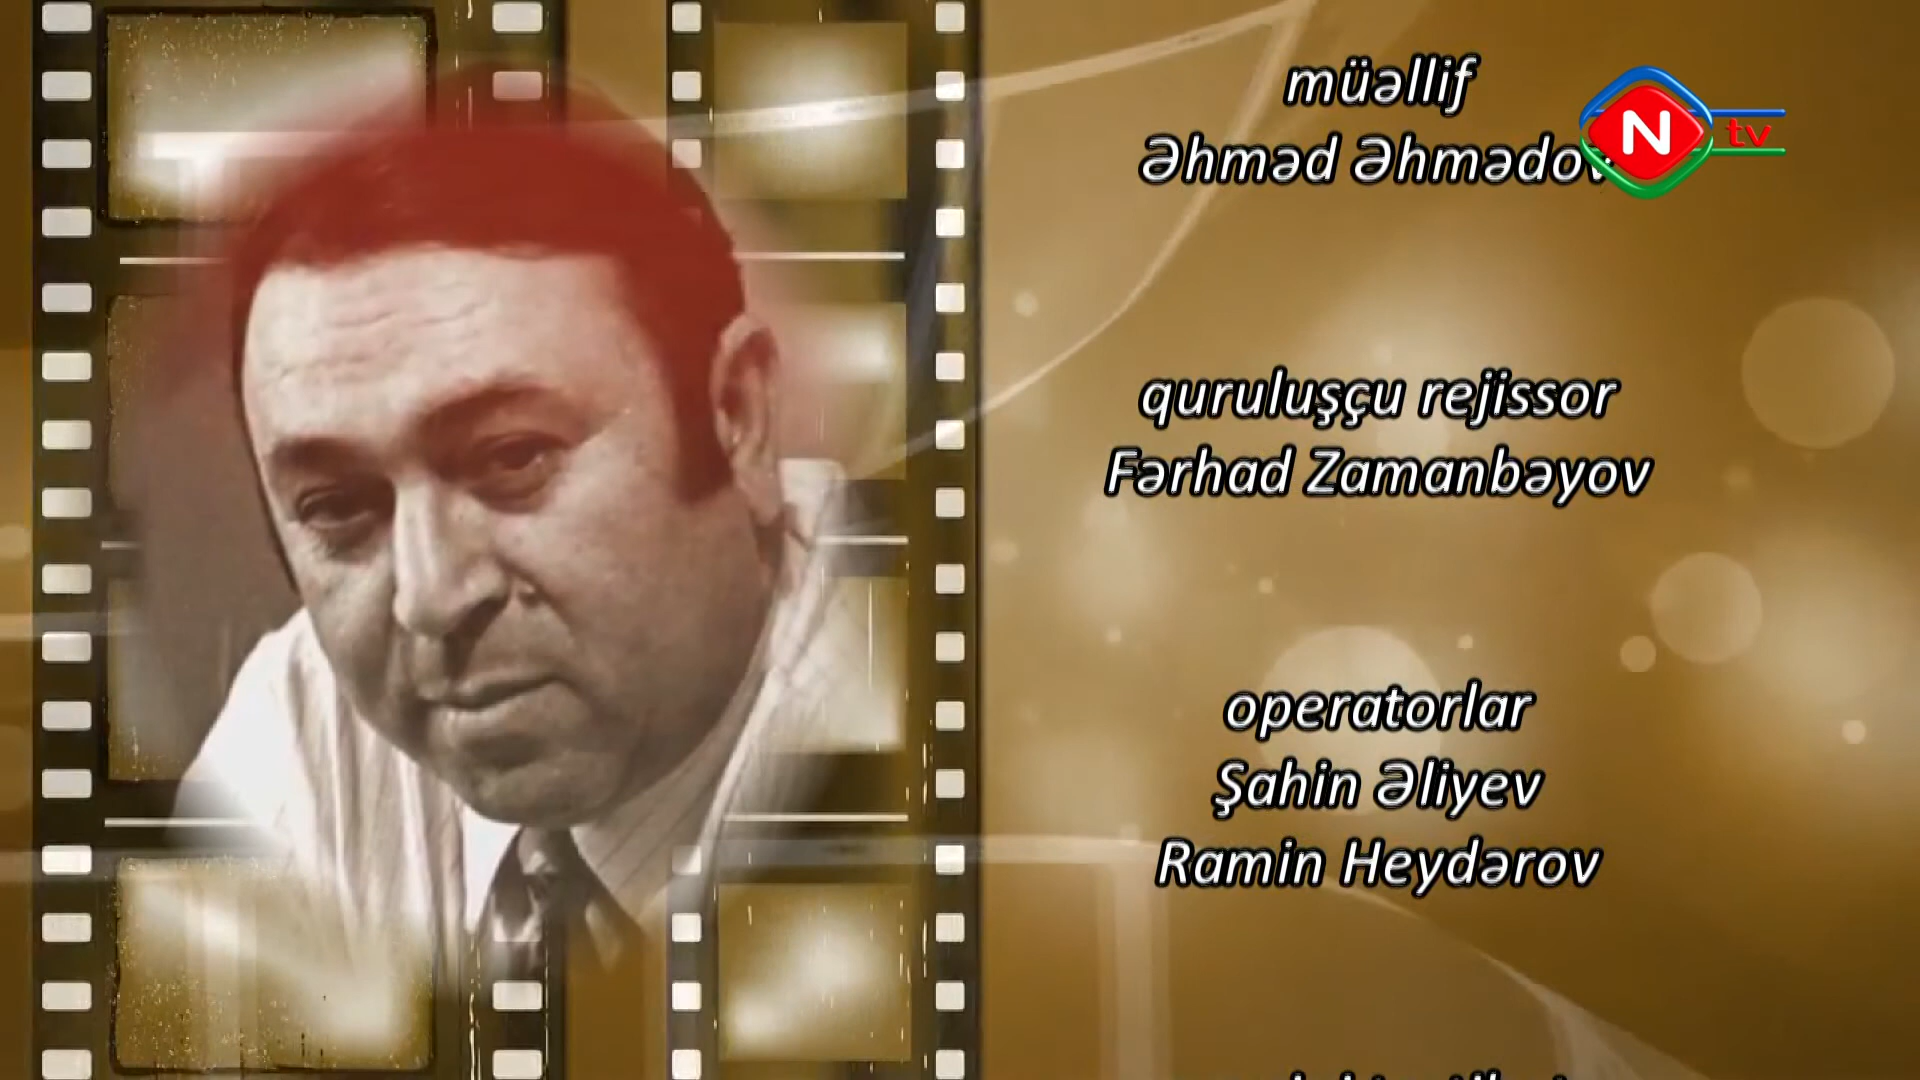 müəllif
Əhməd Əhmədov
N tv
quruluşçu rejissor
Fərhad Zamanbəyov
operatorlar
Şahin Əliyev
Ramin Heydərov